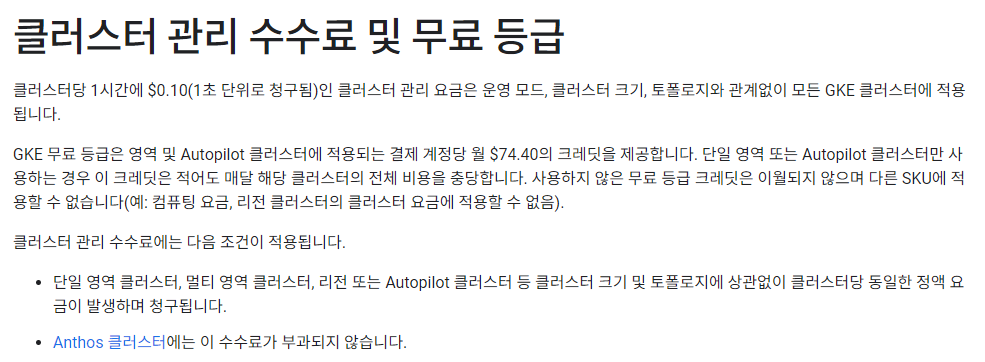 클러스터 관리 수수료 및 무료 등급
클러스터당 1시간에 $0.10(1초 단위로 청구됨)인 클러스터 관리 요금은 운영 모드, 클러스터 크기, 토폴로지와 관계없이 모든 GKE 클러스터에 적용
됩니다.
GKE 무료 등급은 영역 및 Autopilot 클러스터에 적용되는 결제 계정당 월 $74.40의 크레딧을 제공합니다. 단일 영역 또는 Autopilot 클러스터만 사
용하는 경우 이 크레딧은 적어도 매달 해당 클러스터의 전체 비용을 충당합니다. 사용하지 않은 무료 등급 크레딧은 이월되지 않으며 다른 SKU에 적
용할 수 없습니다(예: 컴퓨팅 요금, 리전 클러스터의 클러스터 요금에 적용할 수 없음).
클러스터 관리 수수료에는 다음 조건이 적용됩니다.
• 단일 영역 클러스터, 멀티 영역 클러스터, 리전 또는 Autopilot 클러스터 등 클러스터 크기 및 토폴로지에 상관없이 클러스터당 동일한 정액 요
금이 발생하며 청구됩니다.
• Anthos 클러스터에는 이 수수료가 부과되지 않습니다.